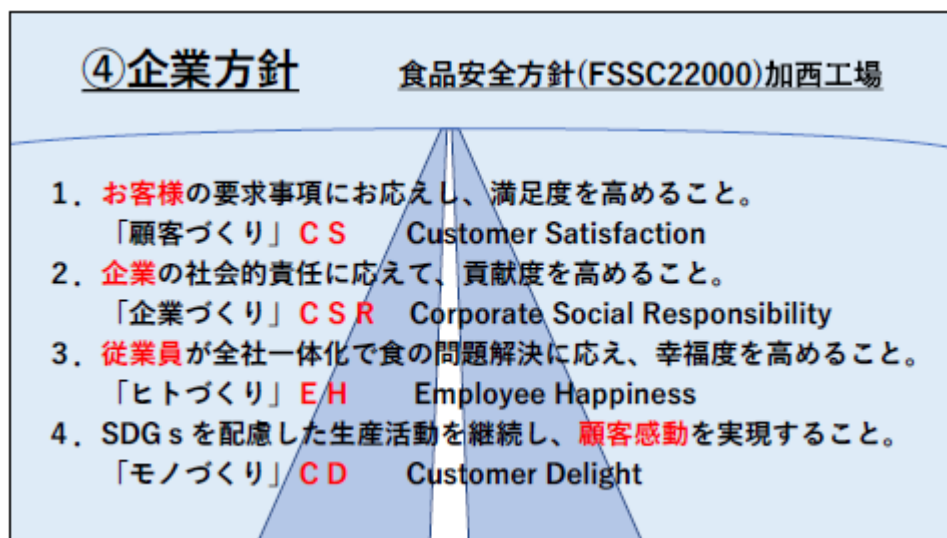 ④企業方針 食品安全方針(FSSC22000)加西工場
1．お客様の要求事項にお応えし、満足度を高めること。
「顧客づくり」ＣＳ Customer Satisfaction
2．企業の社会的責任に応えて、貢献度を高めること。
「企業づくり」ＣＳＲ Corporate Social Responsibility
3．従業員が全社一体化で食の問題解決に応え、幸福度を高めること。
「ヒトづくり」ＥＨ Employee Happiness
4．SDGｓを配慮した生産活動を継続し、顧客感動を実現すること。
「モノづくり」ＣＤ Customer Delight